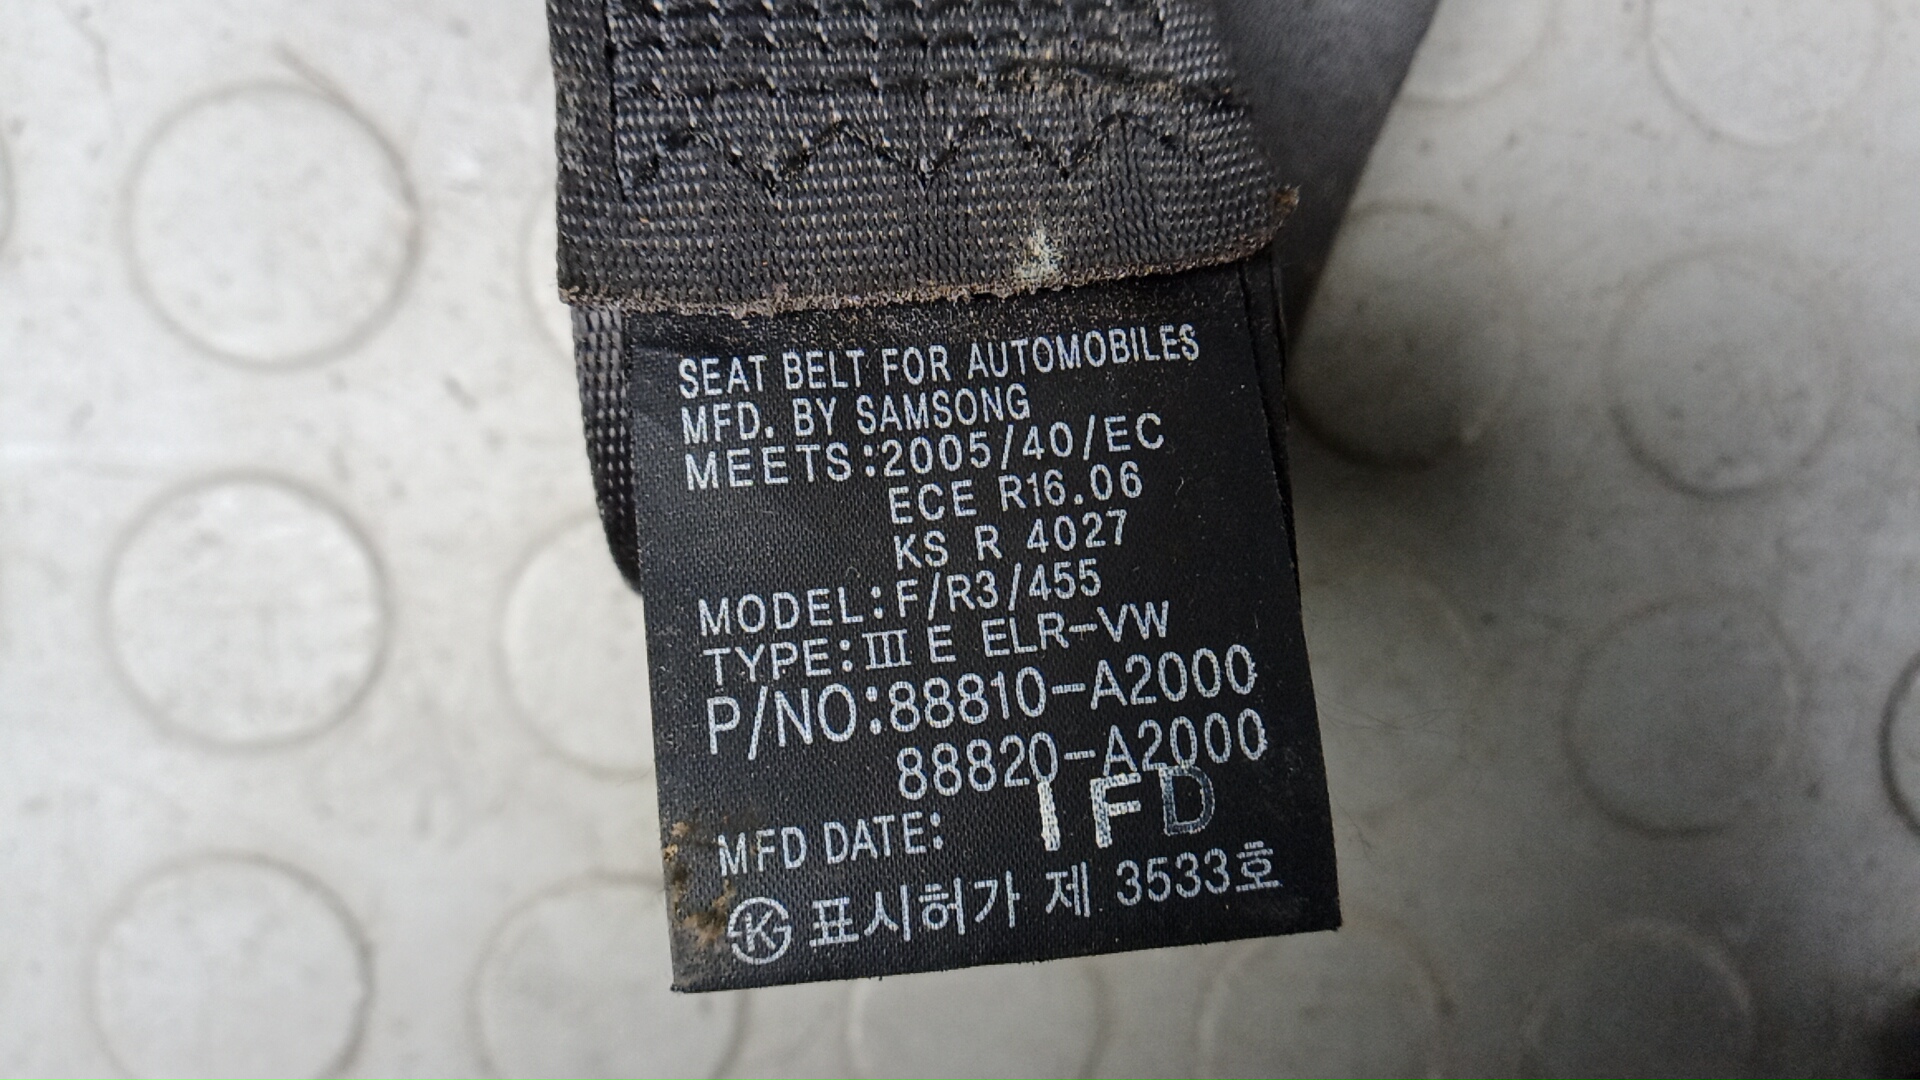 SEAT BELT FOR AUTOMOBILES
MFD. BY SAMSONG
MEETS:2005/40/EC
ECE R16.06
KS R 4027
MODEL:F/R3/455
TYPE:Ⅲ E ELR-VW
P/NO:88810-A2000
88820-A2000
MFD DATE: I F D
K 표시허가 제 3533호